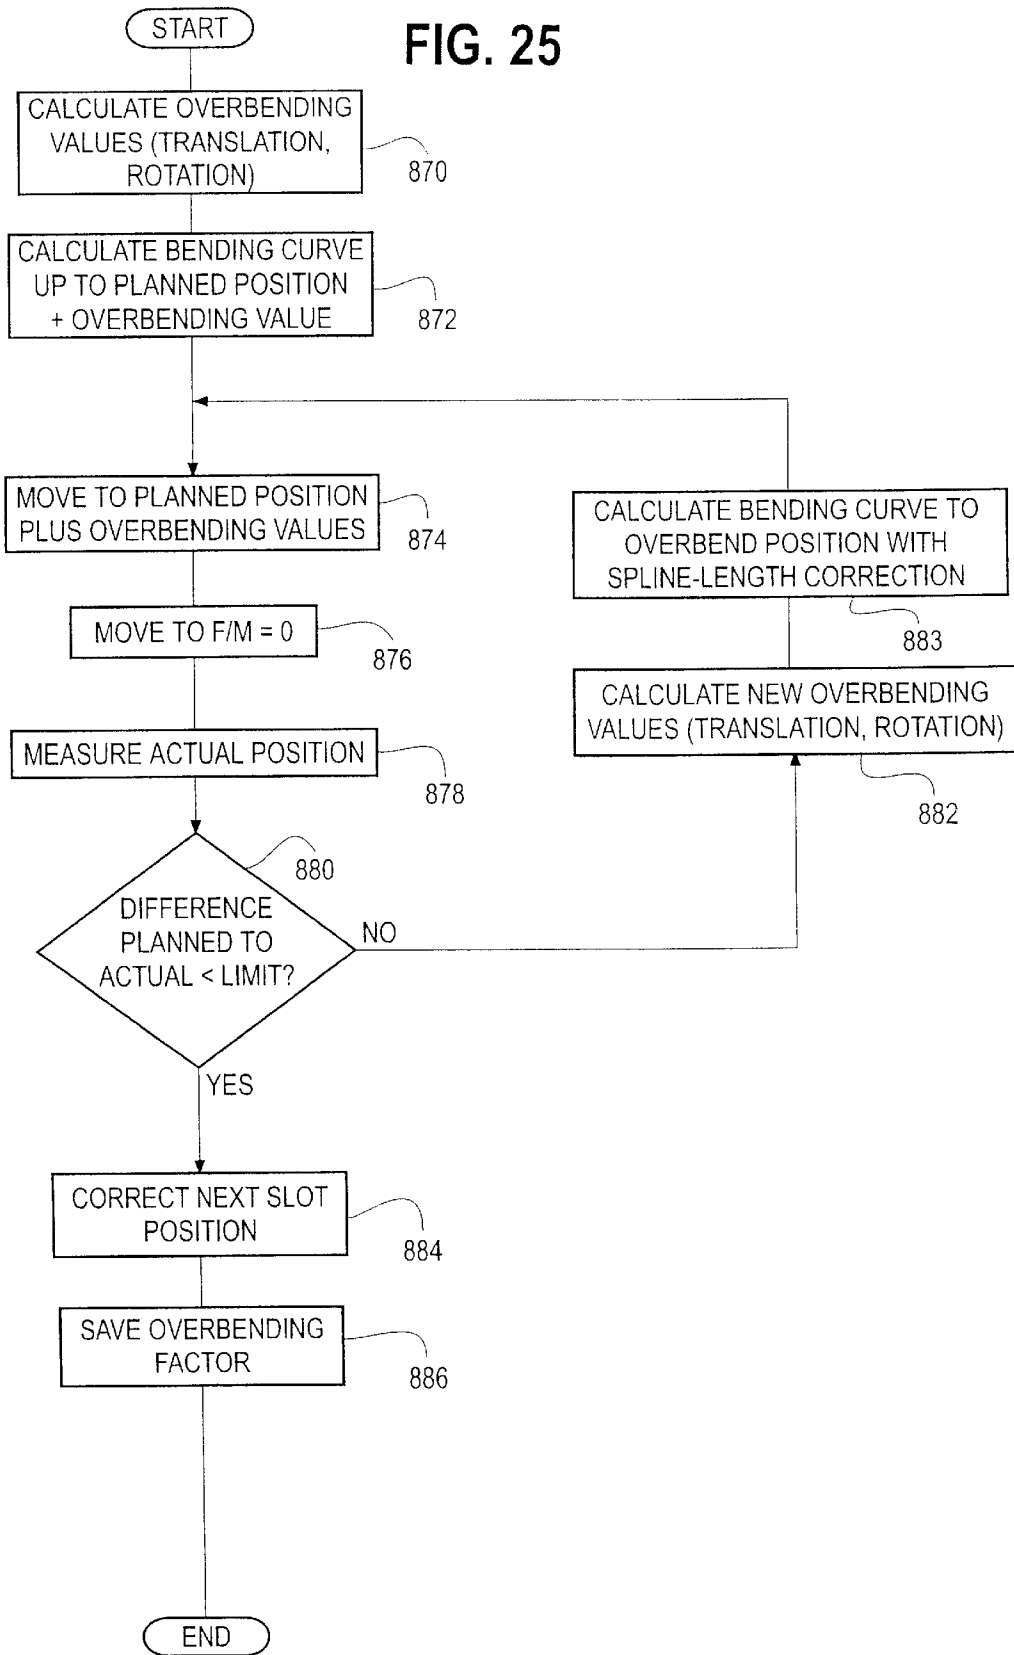 FIG. 25
START
CALCULATE OVERBENDING
VALUES (TRANSLATION,
ROTATION)
870
CALCULATE BENDING CURVE
UP TO PLANNED POSITION
+ OVERBENDING VALUE
872
MOVE TO PLANNED POSITION
PLUS OVERBENDING VALUES
874
MOVE TO F/M = 0
876
MEASURE ACTUAL POSITION
878
880
DIFFERENCE
PLANNED TO
ACTUAL < LIMIT?
NO
YES
CALCULATE BENDING CURVE TO
OVERBEND POSITION WITH
SPLINE-LENGTH CORRECTION
883
CALCULATE NEW OVERBENDING
VALUES (TRANSLATION, ROTATION)
882
CORRECT NEXT SLOT
POSITION
884
SAVE OVERBENDING
FACTOR
886
END